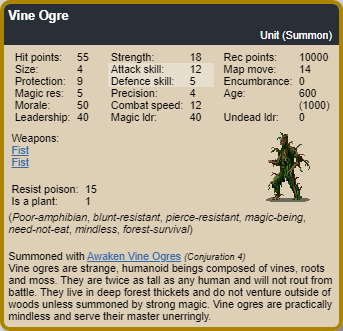 Vine Ogre
Unit (Summon)
Hit points: 55 Strength: 18 Rec points: 10000
Size: 4 Attack skill: 12 Map move: 14
Protection: 9 Defence skill: 5 Encumbrance: 0
Magic res: 5 Precision: 4 Age: 600
Morale: 50 Combat speed: 12 (1000)
Leadership: 40 Magic ldr: 40 Undead ldr: 0
Weapons:
Fist
Fist
Resist poison: 15
Is a plant: 1
(Poor-amphibian, blunt-resistant, pierce-resistant, magic-being,
need-not-eat, mindless, forest-survival)
Summoned with Awaken Vine Ogres (Conjuration 4)
Vine ogres are strange, humanoid beings composed of vines, roots
and moss. They are twice as tall as any human and will not rout from
battle. They live in deep forest thickets and do not venture outside of
woods unless summoned by strong magic. Vine ogres are practically
mindless and serve their master unerringly.